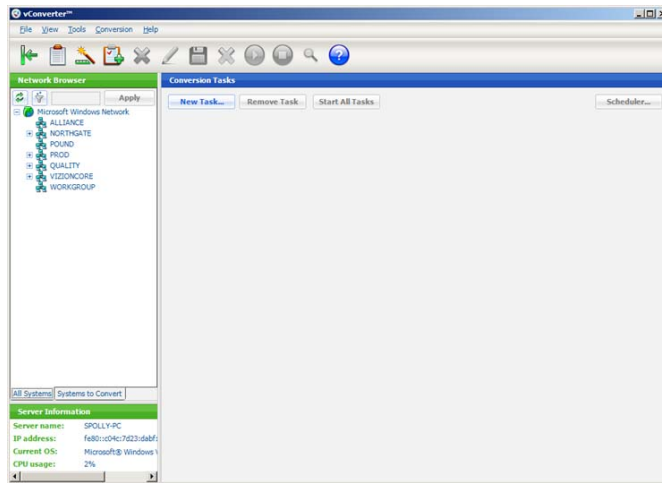 vConverter™
File View Tools Conversion Help
Network Browser
Conversion Tasks
Apply
New Task... Remove Task Start All Tasks Scheduler...
Microsoft Windows Network
ALLIANCE
NORTHGATE
POUND
PROD
QUALITY
VIZIONCORE
WORKGROUP
All Systems Systems to Convert
Server Information
Server name: SPOLLY-PC
IP address: fe80::c04c:7d23:dabf:
Current OS: Microsoft® Windows V
CPU usage: 2%